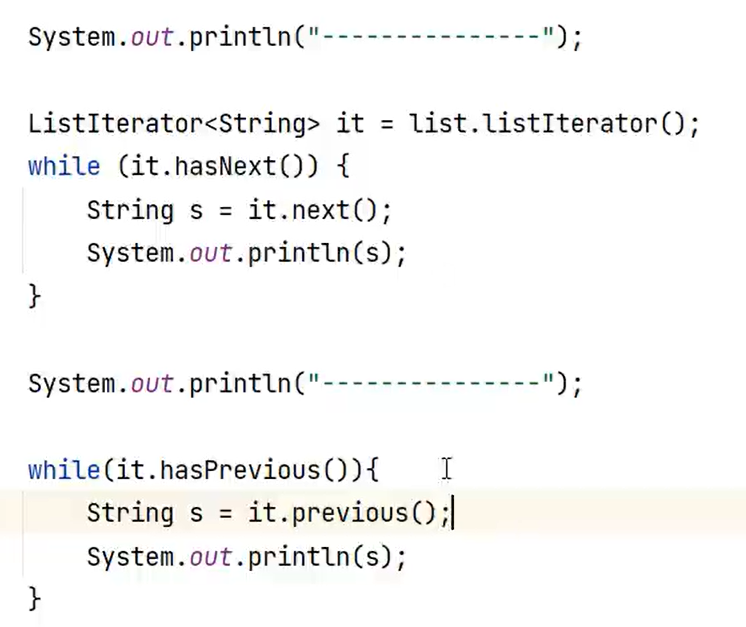 System.out.println("---------------");
ListIterator<String> it = list.listIterator();
while (it.hasNext()) {
String s = it.next();
System.out.println(s);
}
System.out.println("---------------");
while(it.hasPrevious()){
String s = it.previous();
System.out.println(s);
}